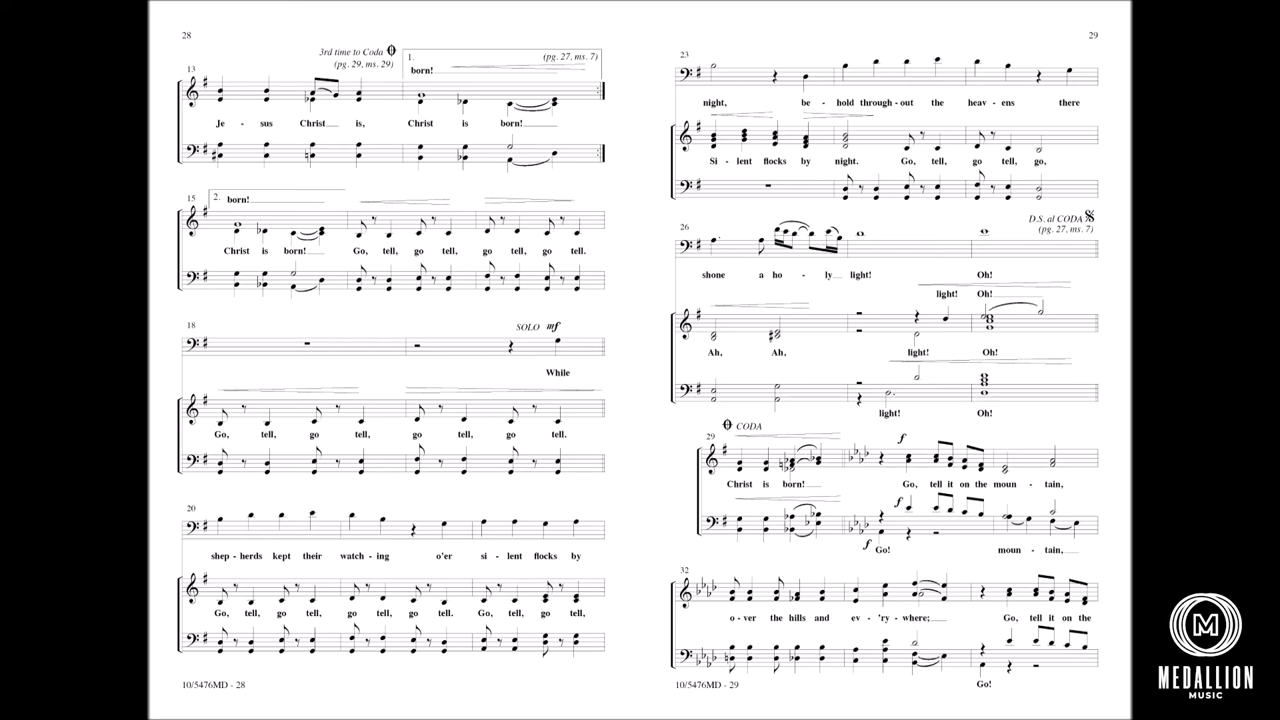 28
3rd time to Coda
(pg. 29, ms. 29)
1.
(pg. 27, ms. 7)
born!
13
Je - sus Christ is, Christ is born!
15
2.
born!
Christ is born! Go, tell, go tell, go tell, go tell.
18
SOLO mf
While
Go, tell, go tell, go tell, go tell.
20
shep - herds kept their watch - ing o'er si - lent flocks by
Go, tell, go tell, go tell, go tell. Go, tell, go tell,
10/5476MD - 28
29
23
night, be - hold through - out the heav - ens there
Si - lent flocks by night. Go, tell, go tell, go,
D.S. al CODA
(pg. 27, ms. 7)
26
shone a ho - ly light! Oh!
light! Oh!
Ah, Ah, light! Oh!
light! Oh!
CODA
29
f
Christ is born! Go, tell it on the moun - tain,
f
f
Go! moun - tain,
32
o - ver the hills and ev - 'ry - where; Go, tell it on the
Go!
10/5476MD - 29
M
MEDALLION
MUSIC